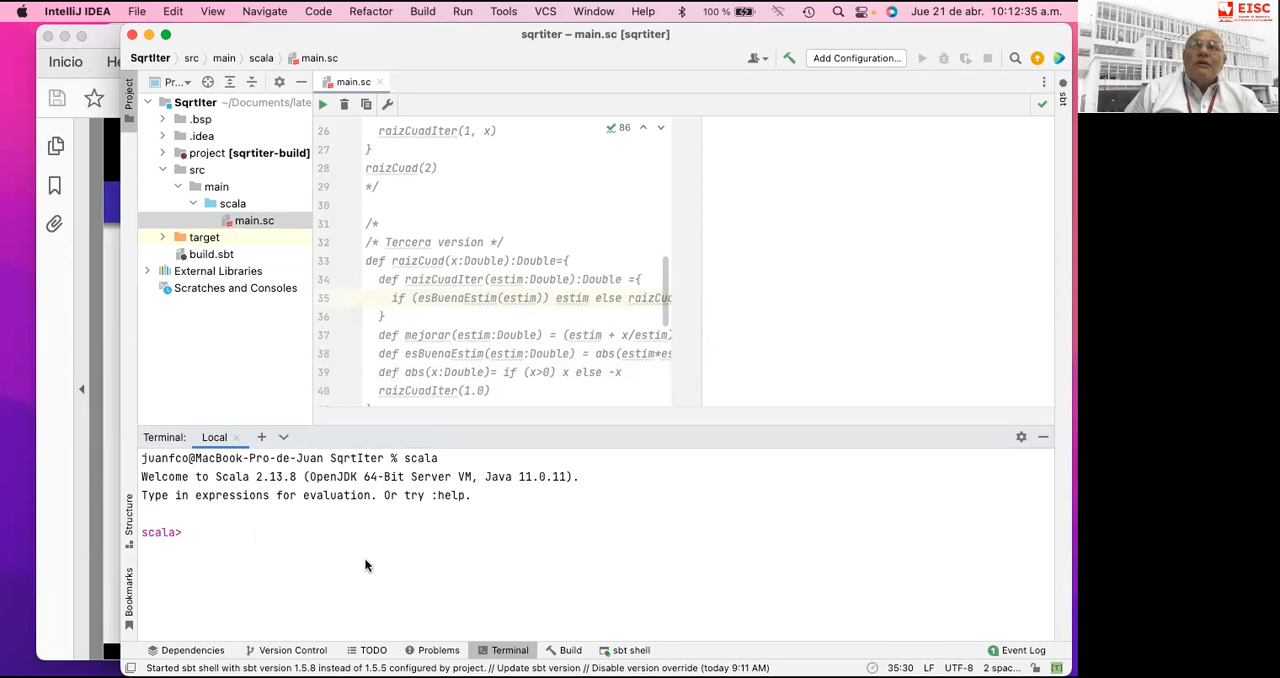 IntelliJ IDEA File Edit View Navigate Code Refactor Build Run Tools VCS Window Help 100 % Jue 21 de abr. 10:12:35 a.m.
EISC
sqrtiter – main.sc [sqrtiter]
SqrtIter src main scala main.sc Add Configuration...
Inicio
Project
Pr... main.sc
SqrtIter ~/Documents/late
.bsp
.idea
project [sqrtiter-build]
src
main
scala
main.sc
target
build.sbt
External Libraries
Scratches and Consoles
sbt
86
26 raizCuadIter(1, x)
27 }
28 raizCuad(2)
29 */
30
31 /*
32 /* Tercera version */
33 def raizCuad(x:Double):Double={
34 def raizCuadIter(estim:Double):Double ={
35 if (esBuenaEstim(estim)) estim else raizCuad
36 }
37 def mejorar(estim:Double) = (estim + x/estim)
38 def esBuenaEstim(estim:Double) = abs(estim*es
39 def abs(x:Double)= if (x>0) x else -x
40 raizCuadIter(1.0)
Terminal: Local
juanfco@MacBook-Pro-de-Juan SqrtIter % scala
Welcome to Scala 2.13.8 (OpenJDK 64-Bit Server VM, Java 11.0.11).
Type in expressions for evaluation. Or try :help.
scala>
Structure
Bookmarks
Dependencies Version Control TODO Problems Terminal Build sbt shell 1 Event Log
Started sbt shell with sbt version 1.5.8 instead of 1.5.5 configured by project. // Update sbt version // Disable version override (today 9:11 AM) 35:30 LF UTF-8 2 spac...